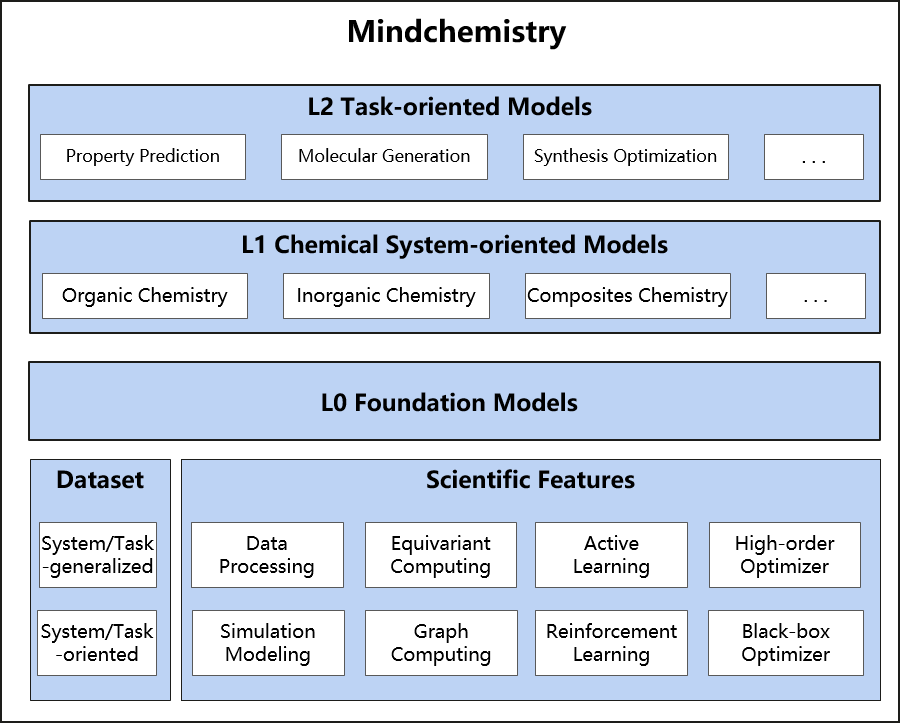 Mindchemistry
L2 Task-oriented Models
Property Prediction
Molecular Generation
Synthesis Optimization
. . .
L1 Chemical System-oriented Models
Organic Chemistry
Inorganic Chemistry
Composites Chemistry
. . .
L0 Foundation Models
Dataset
System/Task
-generalized
System/Task
-oriented
Scientific Features
Data
Processing
Equivariant
Computing
Active
Learning
High-order
Optimizer
Simulation
Modeling
Graph
Computing
Reinforcement
Learning
Black-box
Optimizer